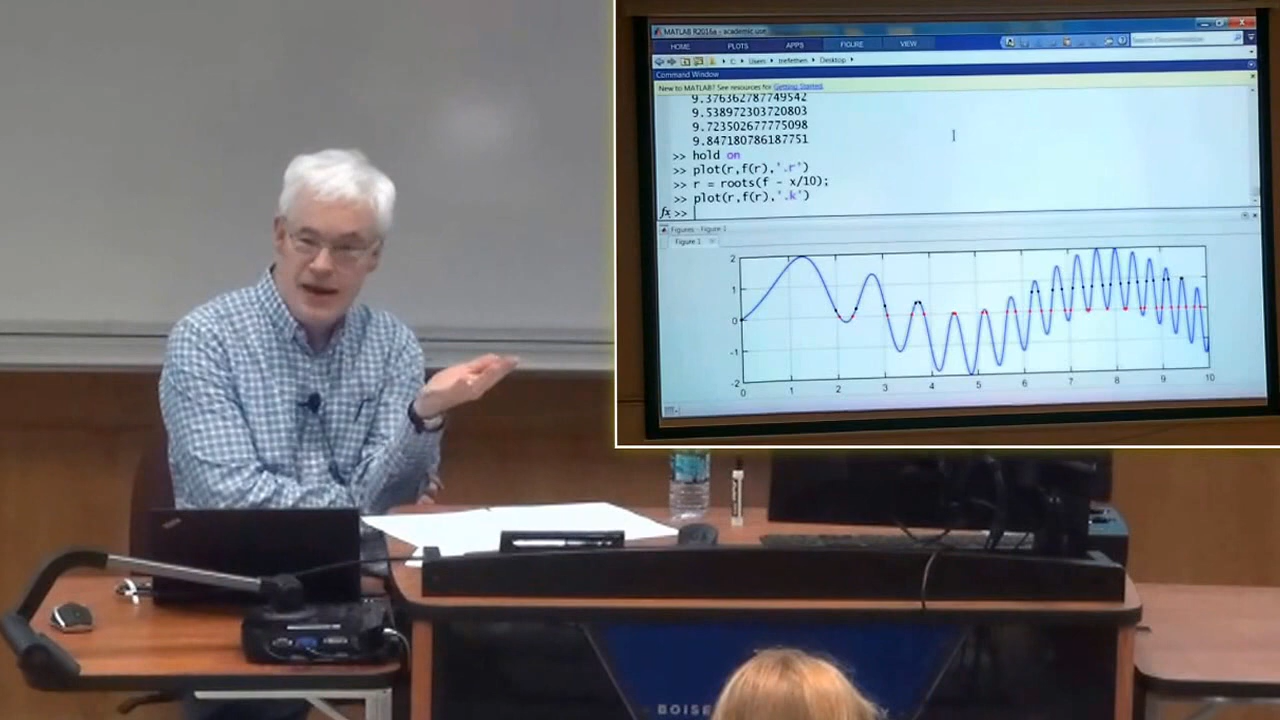 MATLAB R2016a - academic use
HOME PLOTS APPS FIGURE VIEW Search Documentation
C: Users trefethen Desktop
Command Window
New to MATLAB? See resources for Getting Started.
9.376362787749542
9.538972303720803
9.723502677775098
9.847180786187751
>> hold on
>> plot(r,f(r),'.r')
>> r = roots(f - x/10);
>> plot(r,f(r),'.k')
fx >>
Figures - Figure 1
Figure 1
2
1
0
-1
-2
0 1 2 3 4 5 6 7 8 9 10
BOISE